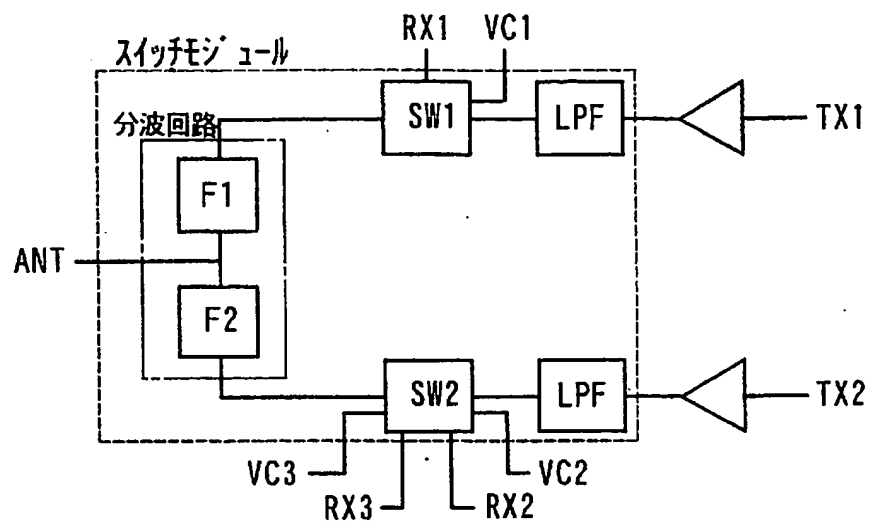 RX1 VC1
スイッチモジュール
SW1
LPF
TX1
分波回路
F1
ANT
F2
SW2
LPF
TX2
VC3
VC2
RX3
RX2